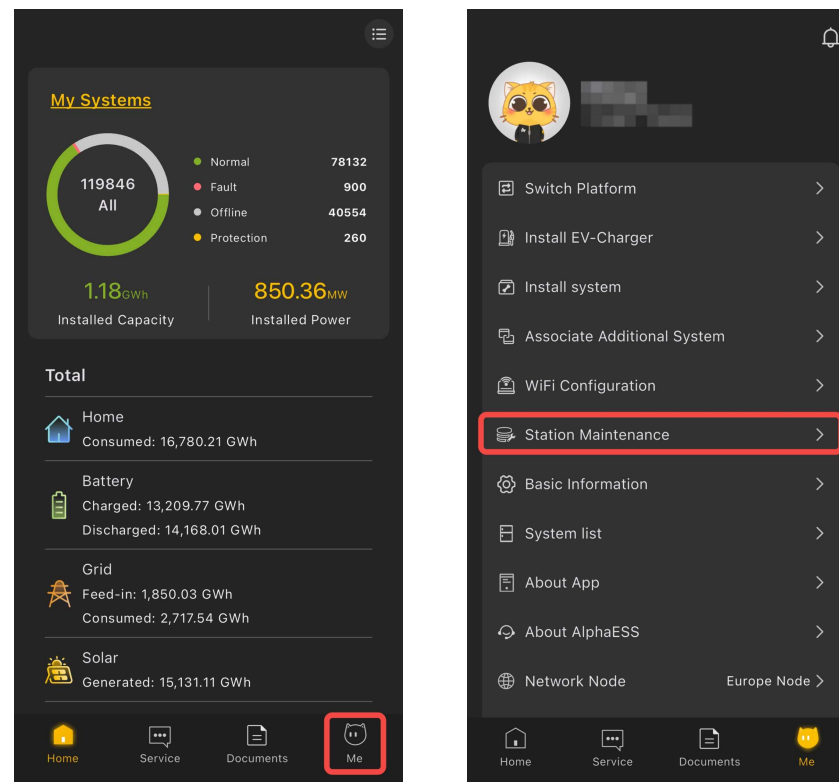 My Systems
119846
All
Normal 78132
Fault 900
Offline 40554
Protection 260
1.18GWh
Installed Capacity
850.36MW
Installed Power
Total
Home
Consumed: 16,780.21 GWh
Battery
Charged: 13,209.77 GWh
Discharged: 14,168.01 GWh
Grid
Feed-in: 1,850.03 GWh
Consumed: 2,717.54 GWh
Solar
Generated: 15,131.11 GWh
Home Service Documents Me
Switch Platform
Install EV-Charger
Install system
Associate Additional System
WiFi Configuration
Station Maintenance
Basic Information
System list
About App
About AlphaESS
Network Node Europe Node
Home Service Documents Me